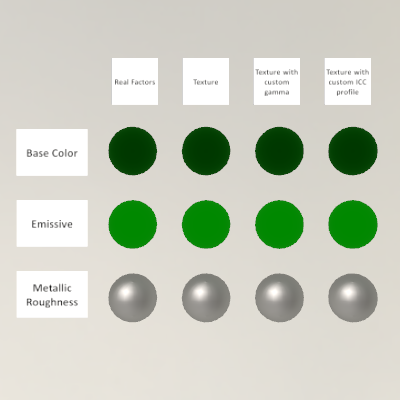 Real Factors
Texture
Texture with
custom
gamma
Texture with
custom ICC
profile
Base Color
Emissive
Metallic
Roughness